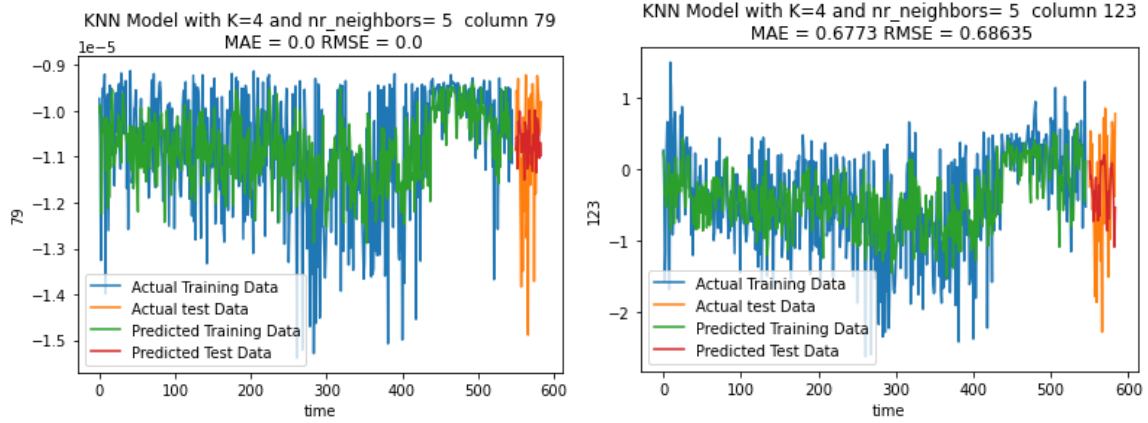 KNN Model with K=4 and nr_neighbors= 5  column 79
MAE = 0.0 RMSE = 0.0
1e−5
−0.9
−1.0
−1.1
−1.2
−1.3
−1.4
−1.5
79
Actual Training Data
Actual test Data
Predicted Training Data
Predicted Test Data
0 100 200 300 400 500 600
time
KNN Model with K=4 and nr_neighbors= 5  column 123
MAE = 0.6773 RMSE = 0.68635
1
0
−1
−2
123
Actual Training Data
Actual test Data
Predicted Training Data
Predicted Test Data
0 100 200 300 400 500 600
time